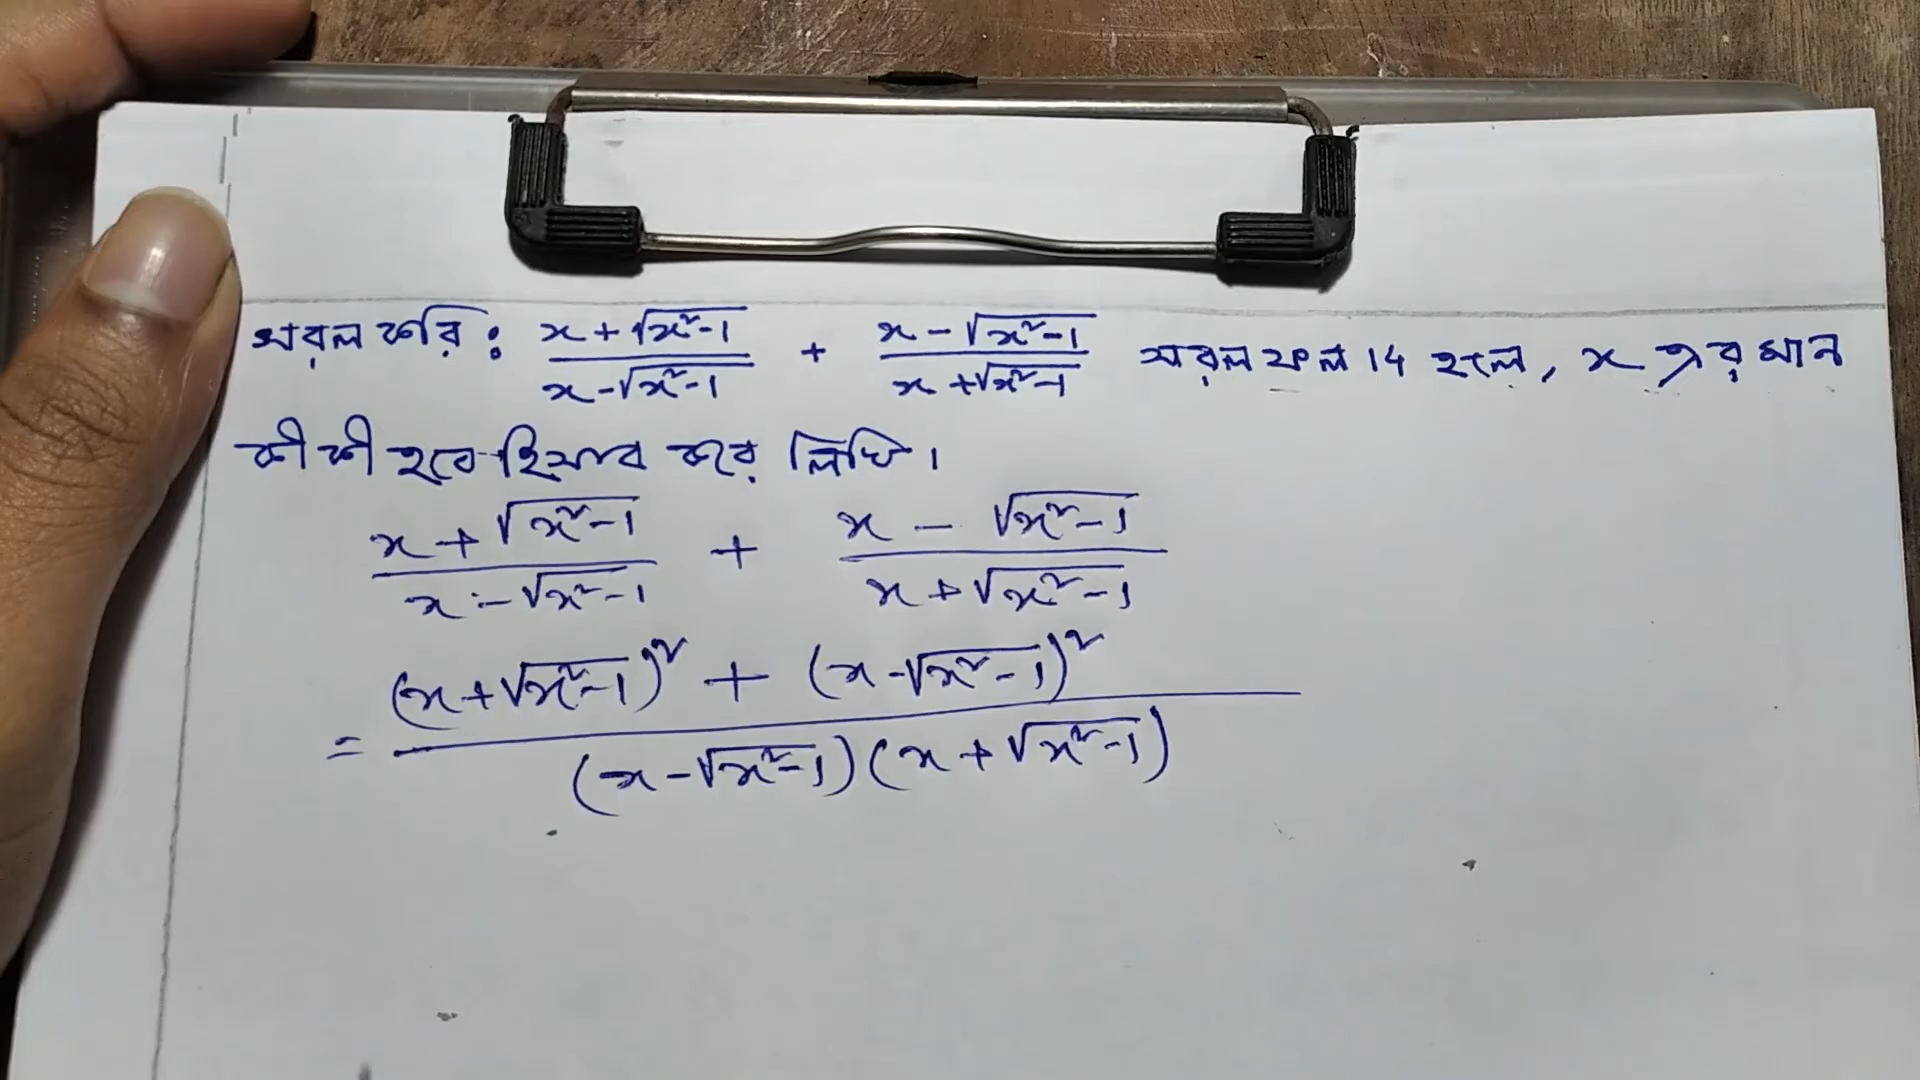 সরল করি: (x+√(x²-1))/(x-√(x²-1)) + (x-√(x²-1))/(x+√(x²-1)) সরলফল 14 হলে, x এর মান
কী কী হবে হিসাব করে লিখি।
(x+√(x²-1))/(x-√(x²-1)) + (x-√(x²-1))/(x+√(x²-1))
= ((x+√(x²-1))² + (x-√(x²-1))²)/((x-√(x²-1))(x+√(x²-1)))